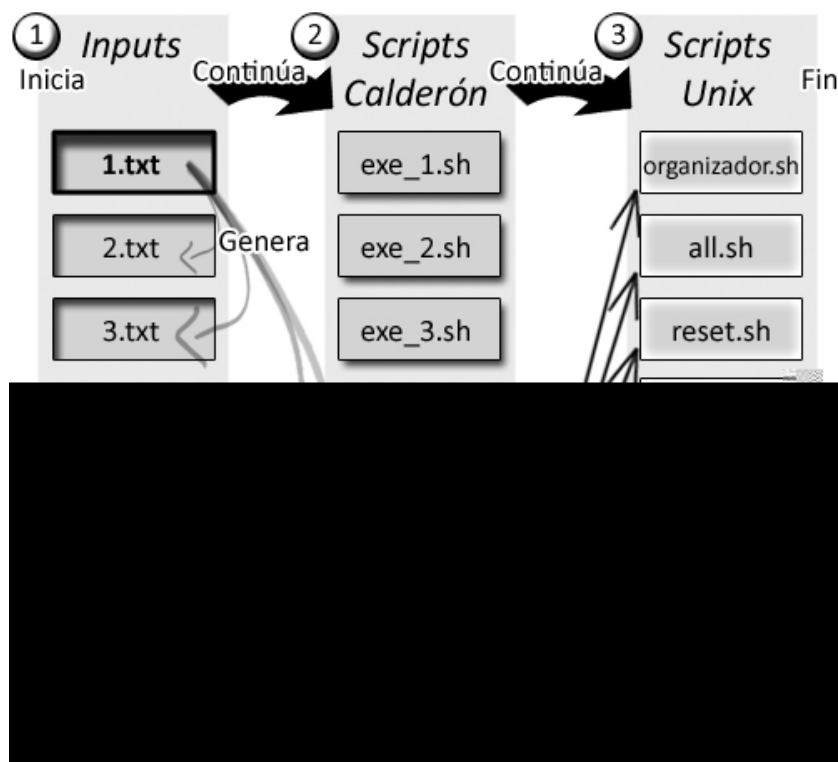 1 Inputs
Inicia
Continúa
2 Scripts
Calderón
Continúa
3 Scripts
Unix
Fin
1.txt
exe_1.sh
organizador.sh
2.txt
Genera
exe_2.sh
all.sh
3.txt
exe_3.sh
reset.sh